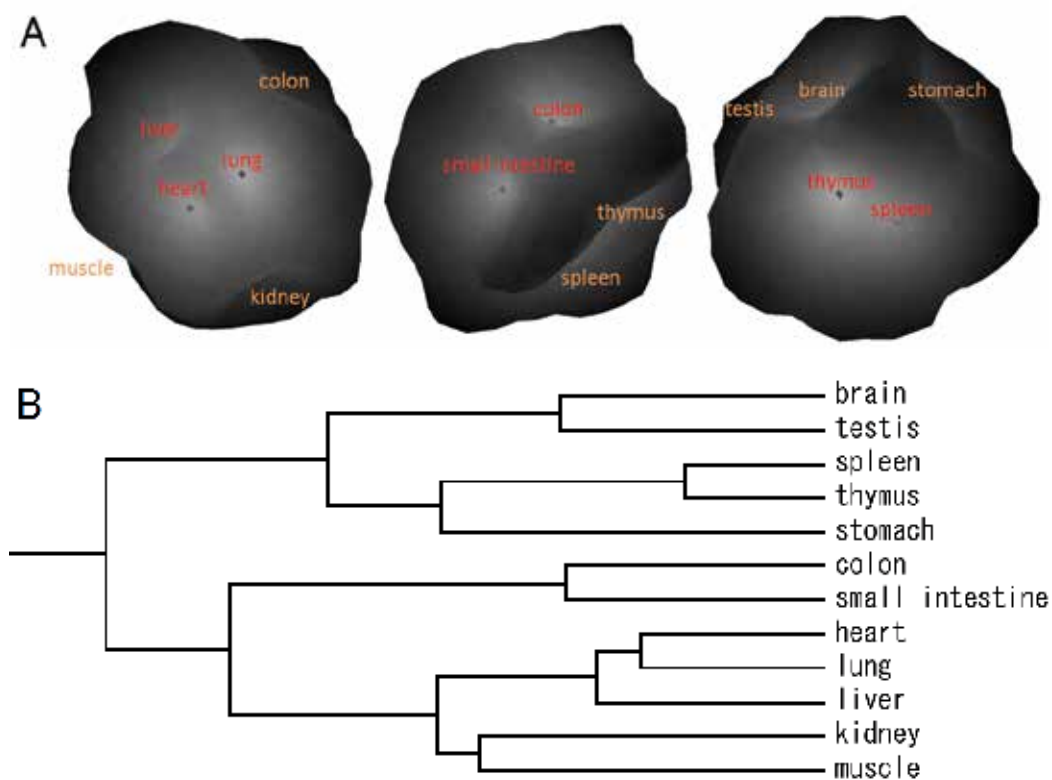 A
colon
liver
lung
heart
muscle
kidney
colon
small intestine
thymus
spleen
brain
stomach
testis
thymus
spleen
B
brain
testis
spleen
thymus
stomach
colon
small intestine
heart
lung
liver
kidney
muscle